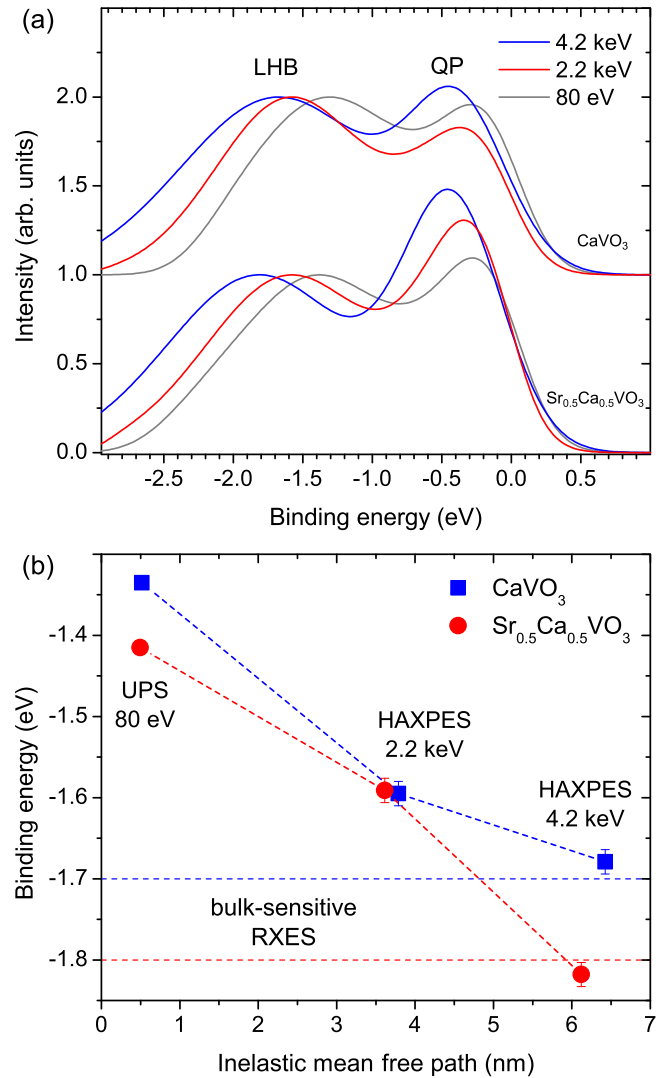 (a)
4.2 keV
2.2 keV
80 eV
LHB
QP
CaVO₃
Sr₀.₅Ca₀.₅VO₃
2.0
1.5
1.0
0.5
0.0
Intensity (arb. units)
-2.5 -2.0 -1.5 -1.0 -0.5 0.0
Binding energy (eV)
(b)
CaVO₃
Sr₀.₅Ca₀.₅VO₃
-1.4
-1.5
-1.6
-1.7
-1.8
Binding energy (eV)
UPS
80 eV
HAXPES
2.2 keV
HAXPES
4.2 keV
bulk-sensitive
RXES
0 1 2 3 4 5 6 7
Inelastic mean free path (nm)